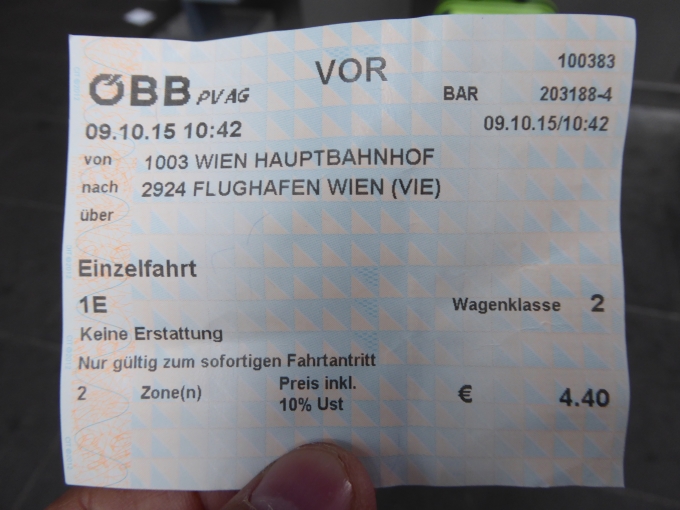 VOR
100383
ÖBB PV AG
BAR 203188-4
09.10.15 10:42
09.10.15/10:42
von 1003 WIEN HAUPTBAHNHOF
nach 2924 FLUGHAFEN WIEN (VIE)
über
Einzelfahrt
1E
Wagenklasse 2
Keine Erstattung
Nur gültig zum sofortigen Fahrtantritt
2 Zone(n) Preis inkl. € 4.40
10% Ust